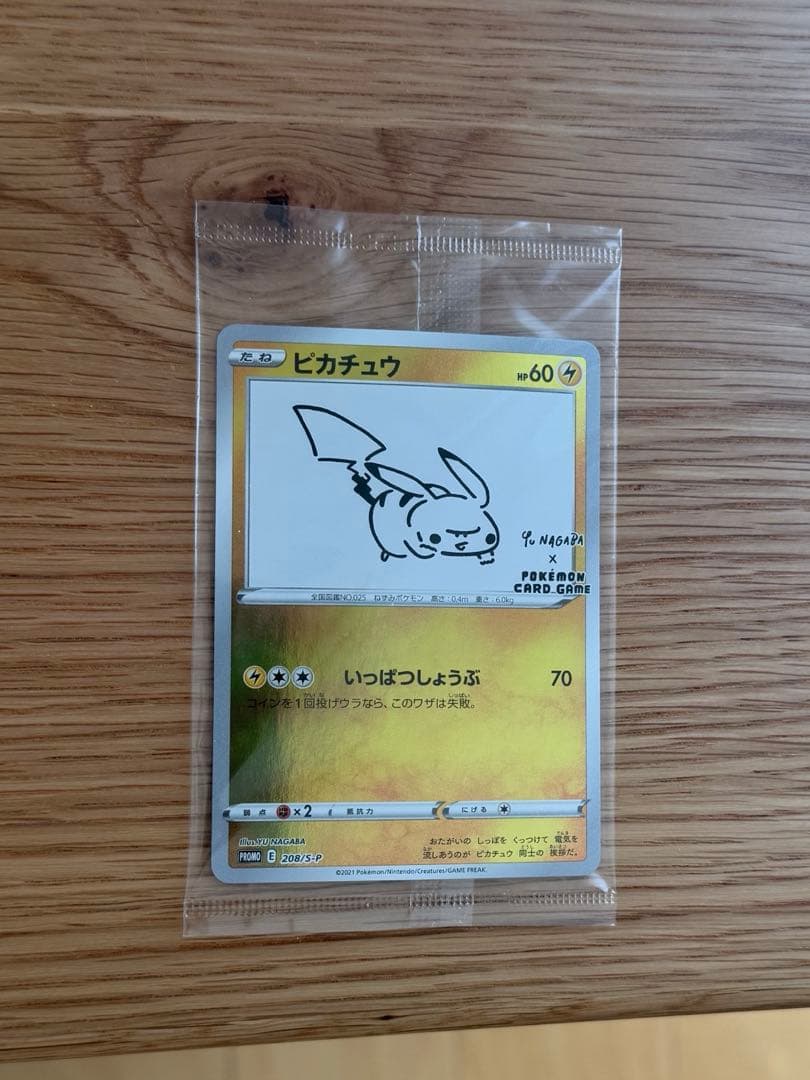 たね ピカチュウ HP60
Yu NAGABA
x
POKÉMON
CARD GAME
全国図鑑NO.025 ねずみポケモン 高さ:0.4m 重さ:6.0kg
いっぱつしょうぶ 70
コインを1回投げウラなら、このワザは失敗。
弱点 ×2 抵抗力 にげる
Illus.YU NAGABA
PROMO E 208/S-P
おたがいの しっぽを くっつけて 電気を
流しあうのが ピカチュウ 同士の 挨拶だ。
©2021 Pokémon/Nintendo/Creatures/GAME FREAK.